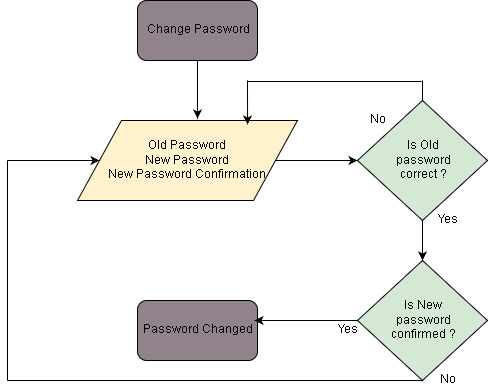 Change Password
Old Password
New Password
New Password Confirmation
No
Is Old
password
correct ?
Yes
Is New
password
confirmed ?
Yes
Password Changed
No